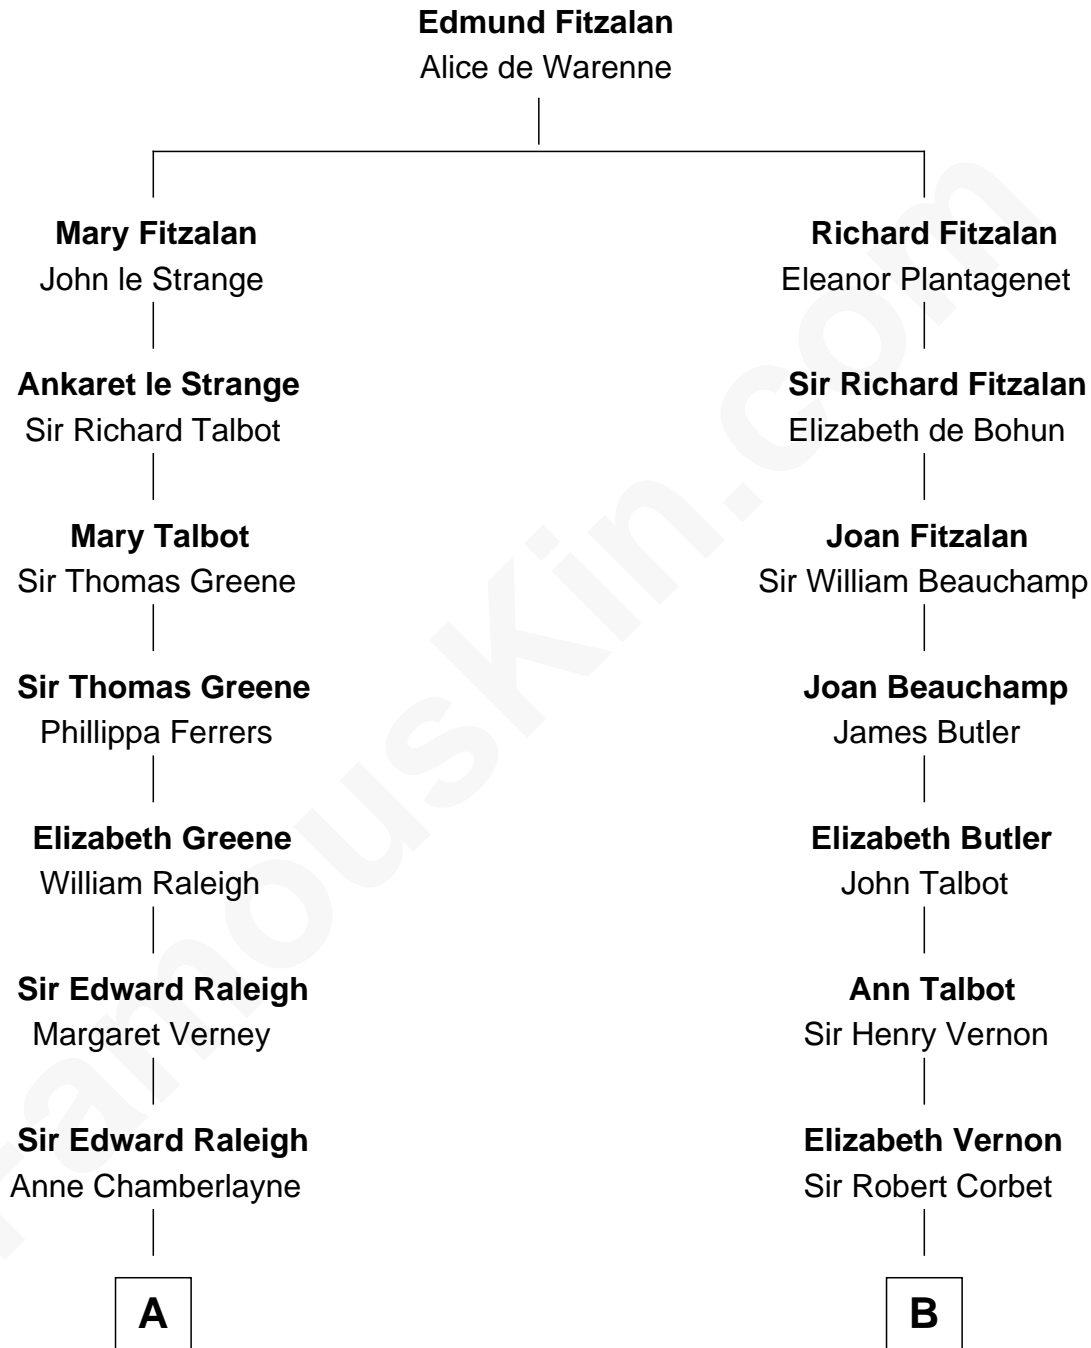 Edmund Fitzalan
Alice de Warenne
Mary Fitzalan
John le Strange
Richard Fitzalan
Eleanor Plantagenet
Ankaret le Strange
Sir Richard Talbot
Sir Richard Fitzalan
Elizabeth de Bohun
Mary Talbot
Sir Thomas Greene
Joan Fitzalan
Sir William Beauchamp
Sir Thomas Greene
Phillippa Ferrers
Joan Beauchamp
James Butler
Elizabeth Greene
William Raleigh
Elizabeth Butler
John Talbot
Sir Edward Raleigh
Margaret Verney
Ann Talbot
Sir Henry Vernon
Sir Edward Raleigh
Anne Chamberlayne
Elizabeth Vernon
Sir Robert Corbet
A
B
FamousKin.com